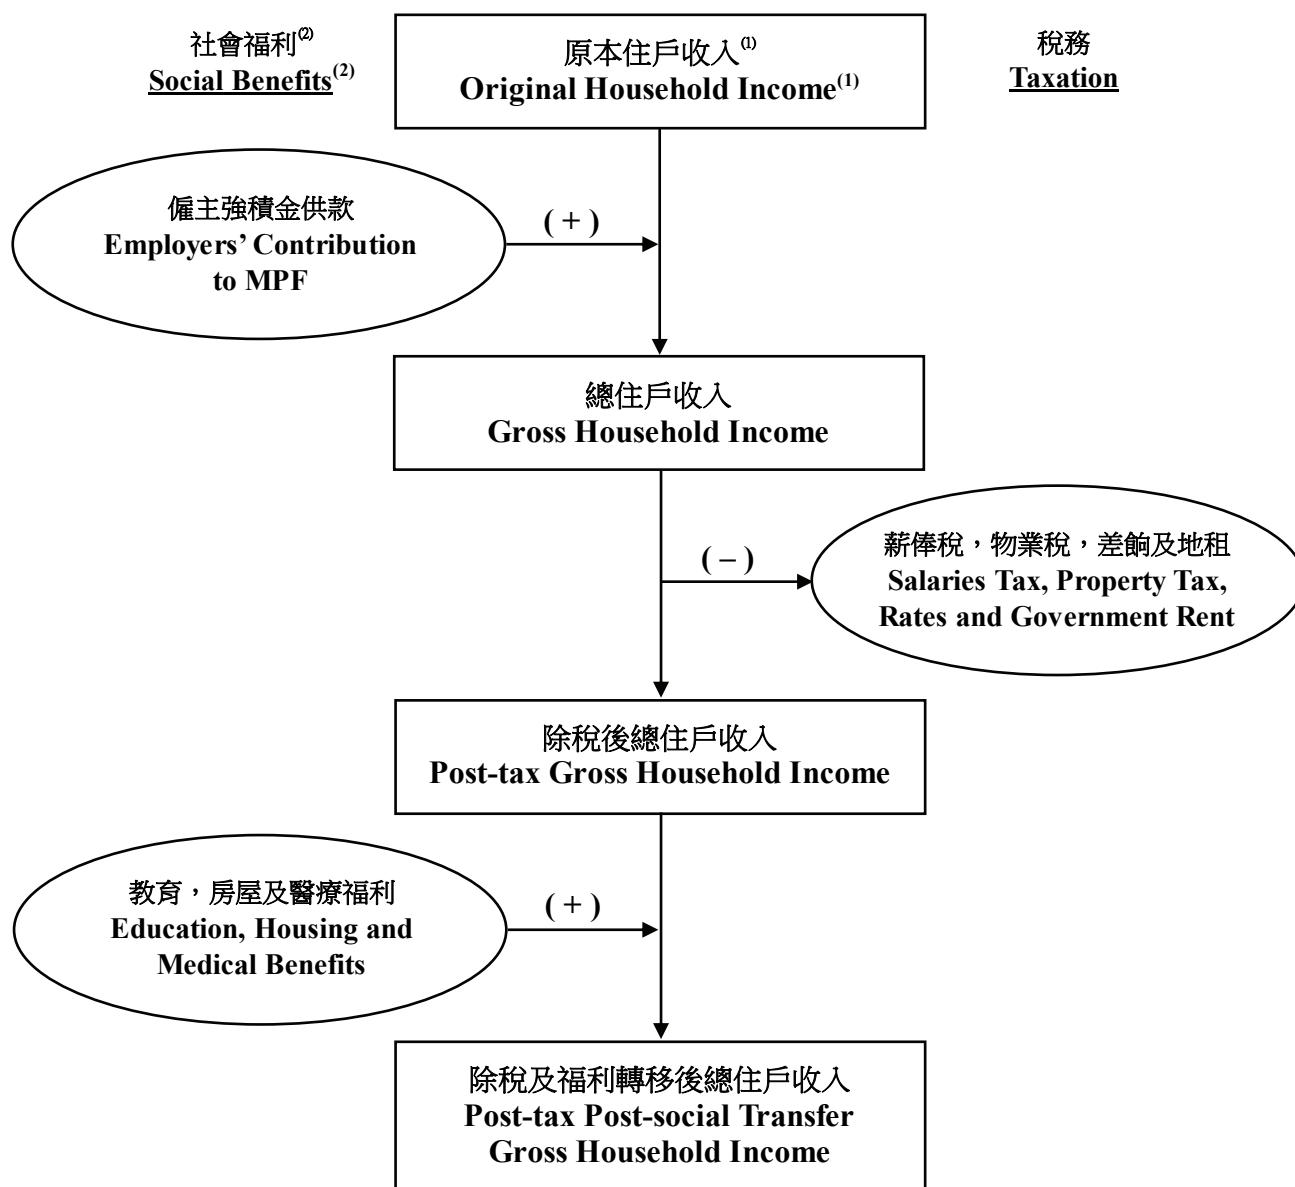 社會福利(2)
Social Benefits(2)
原本住戶收入(1)
Original Household Income(1)
稅務
Taxation
僱主強積金供款
Employers’ Contribution
to MPF
( + )
總住戶收入
Gross Household Income
( – )
薪俸稅，物業稅，差餉及地租
Salaries Tax, Property Tax,
Rates and Government Rent
除稅後總住戶收入
Post-tax Gross Household Income
教育，房屋及醫療福利
Education, Housing and
Medical Benefits
( + )
除稅及福利轉移後總住戶收入
Post-tax Post-social Transfer
Gross Household Income